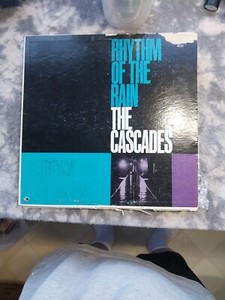 RHYTHM
OF THE
RAIN
THE
CASCADES